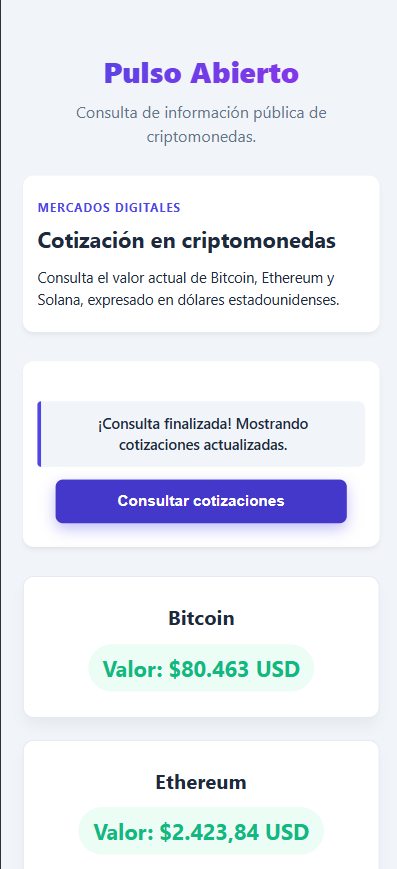 Pulso Abierto
Consulta de información pública de
criptomonedas.
MERCADOS DIGITALES
Cotización en criptomonedas
Consulta el valor actual de Bitcoin, Ethereum y
Solana, expresado en dólares estadounidenses.
¡Consulta finalizada! Mostrando
cotizaciones actualizadas.
Consultar cotizaciones
Bitcoin
Valor: $80.463 USD
Ethereum
Valor: $2.423,84 USD